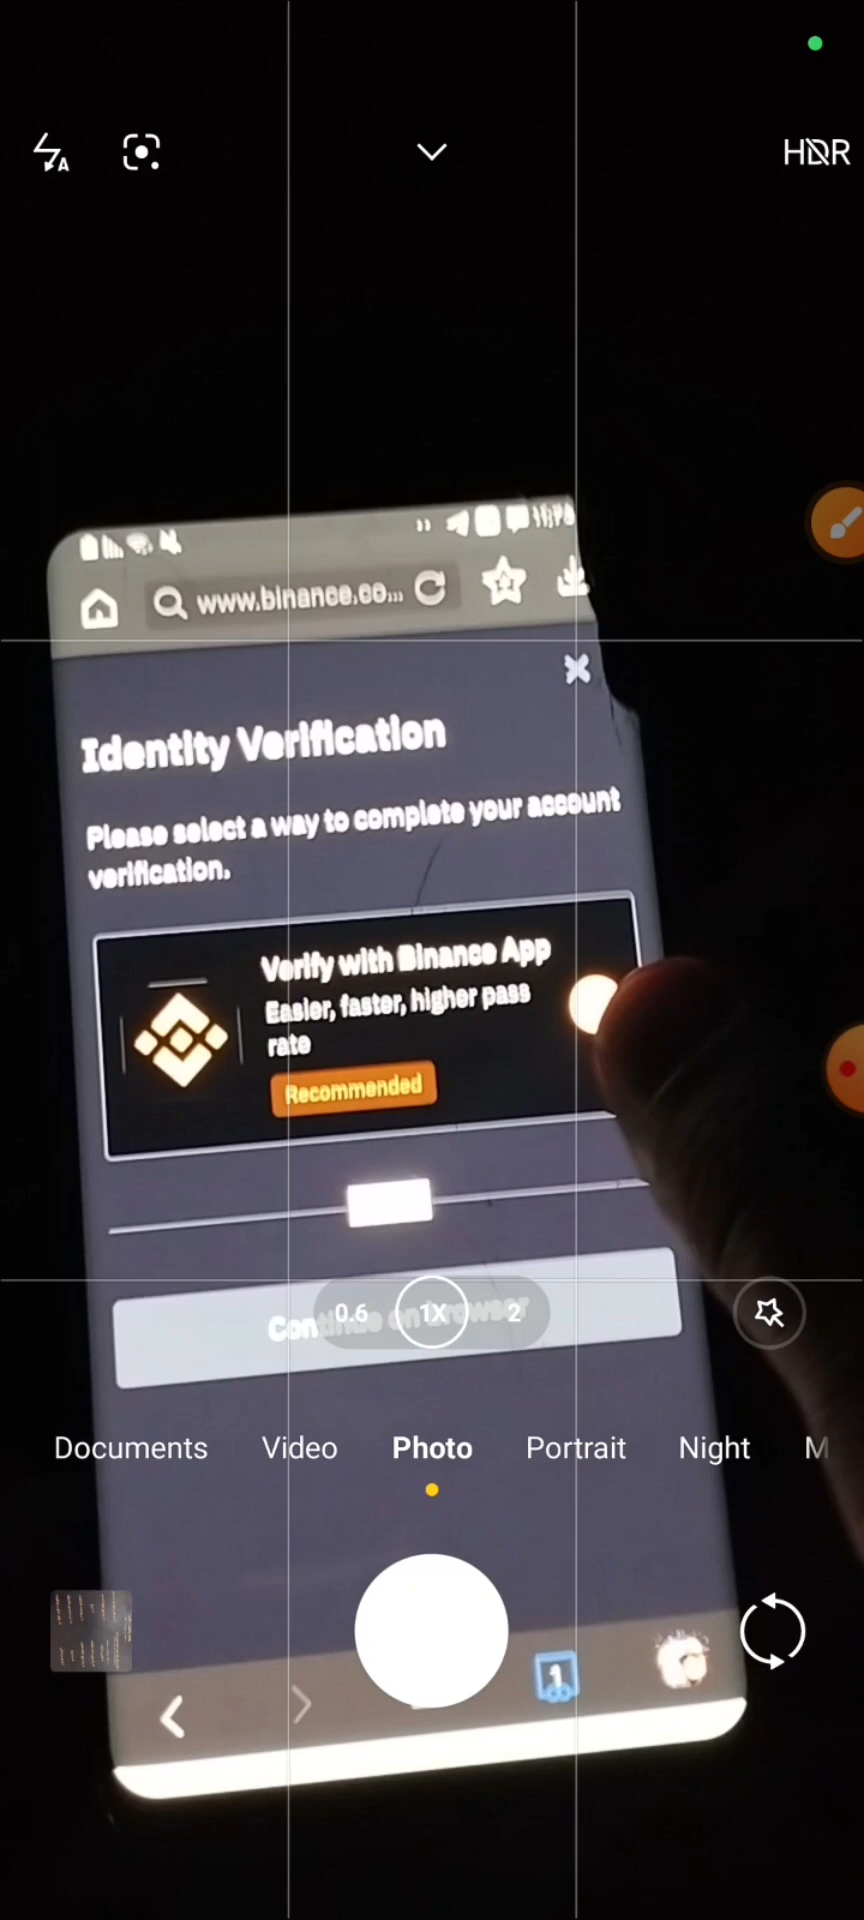 HDR
www.binance.co...
Identity Verification
Please select a way to complete your account
verification.
Verify with Binance App
Easier, faster, higher pass
rate
Recommended
Continue on browser
0.6
1X
2
Documents
Video
Photo
Portrait
Night
M
1